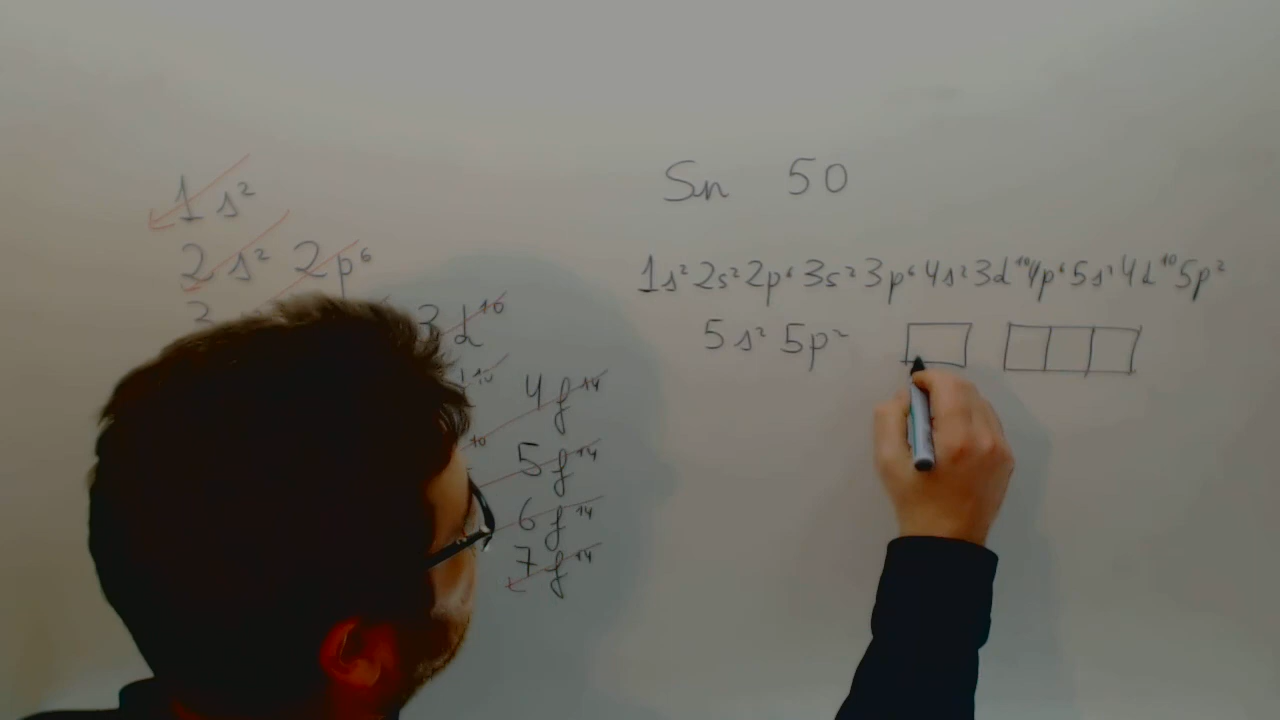 1s² 
2s² 2p⁶
3d¹⁰
4f¹⁴
5f¹⁴
6f¹⁴
7f¹⁴
Sn 50
1s² 2s² 2p⁶ 3s² 3p⁶ 4s² 3d¹⁰ 4p⁶ 5s² 4d¹⁰ 5p²
5s² 5p²